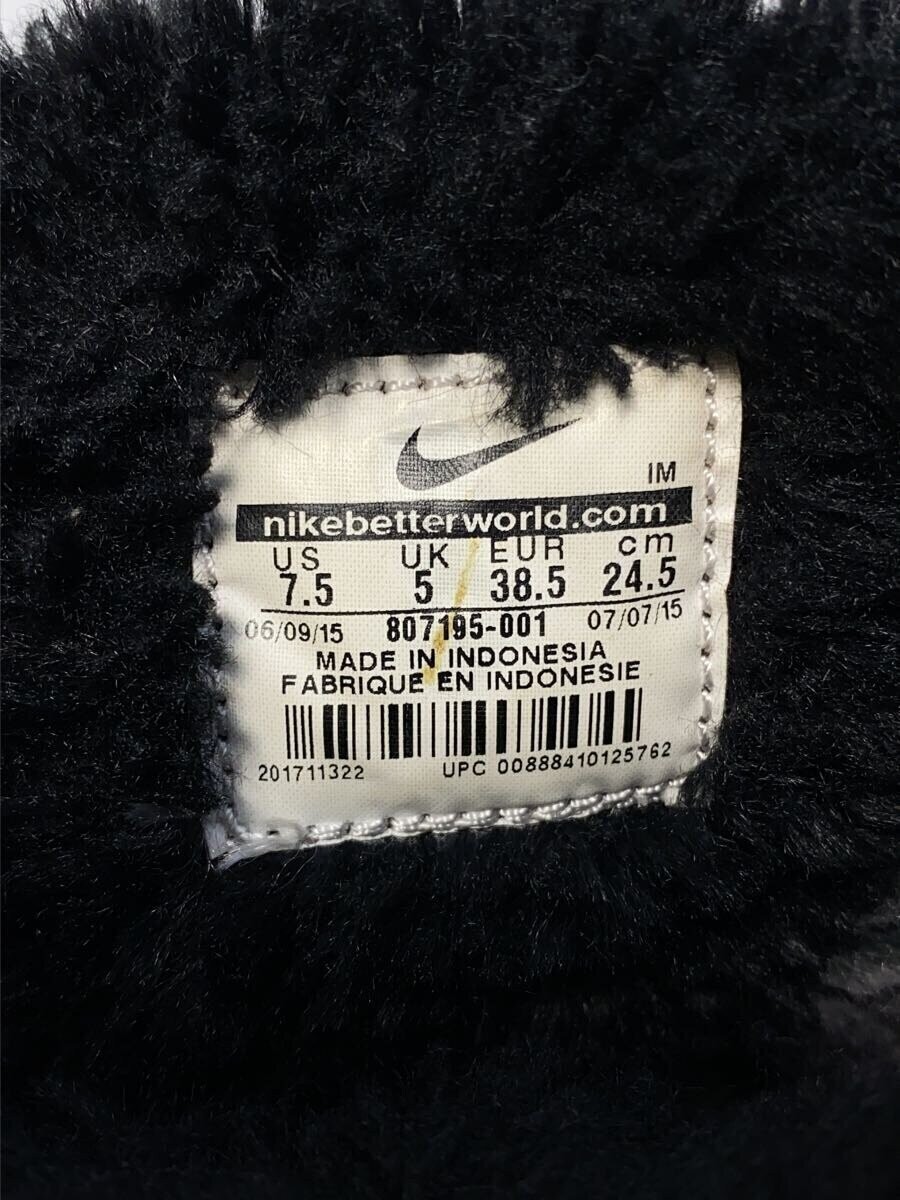 IM
nikebetterworld.com
US UK EUR cm
7.5 5 38.5 24.5
06/09/15 807195-001 07/07/15
MADE IN INDONESIA
FABRIQUE EN INDONESIE
201711322 UPC 00888410125762